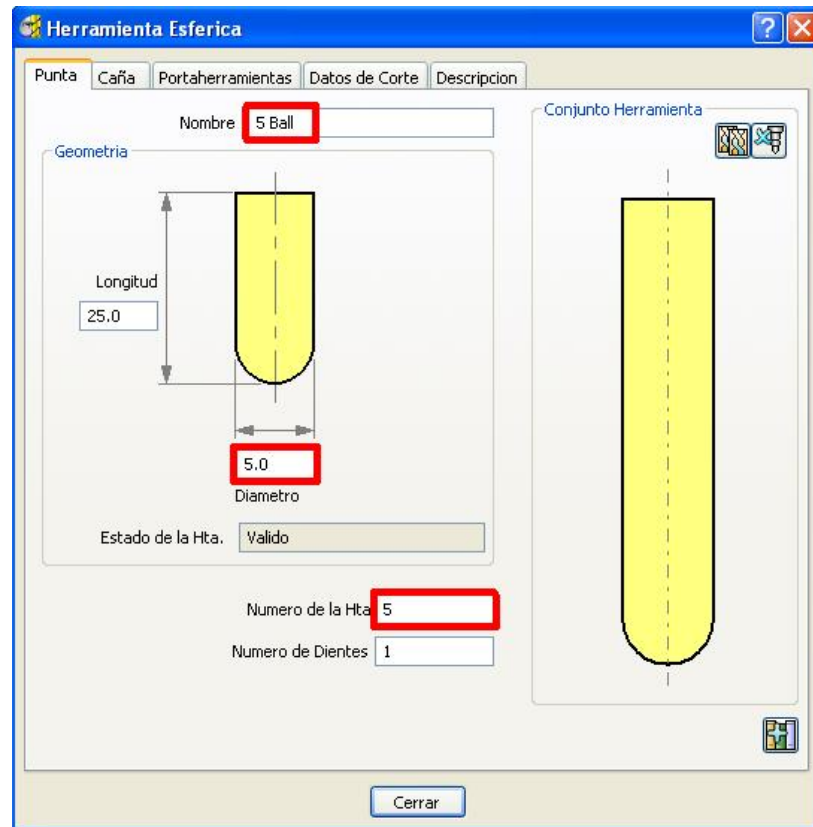 Herramienta Esferica
Punta Caña Portaherramientas Datos de Corte Descripcion
Nombre 5 Ball
Conjunto Herramienta
Geometria
Longitud
25.0
5.0
Diametro
Estado de la Hta. Valido
Numero de la Hta 5
Numero de Dientes 1
Cerrar